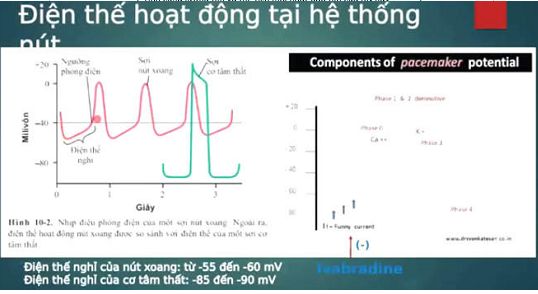 Điện thế hoạt động tại hệ thống
nút
Ngưỡng
phóng điện
Sợi
nút xoang
Sợi
cơ tâm thất
+20
0
-40
-80
Milivôn
Điện thế
nghỉ
0
1
2
3
Giây
Hình 10-2. Nhịp điệu phóng điện của một sợi nút xoang. Ngoài ra,
điện thế hoạt động nút xoang được so sánh với điện thế của một sợi cơ
tâm thất.
Components of pacemaker potential
Phase 1 & 2 deminutive
+20
0
-20
-40
60
80
Phase 0
Ca ++
K+
Phase 3
Phase 4
If= Funny current
www.drsvenkatesan.co.in
(-)
Ivabradine
Điện thế nghỉ của nút xoang: từ -55 đến -60 mV
Điện thế nghỉ của cơ tâm thất: -85 đến -90 mV